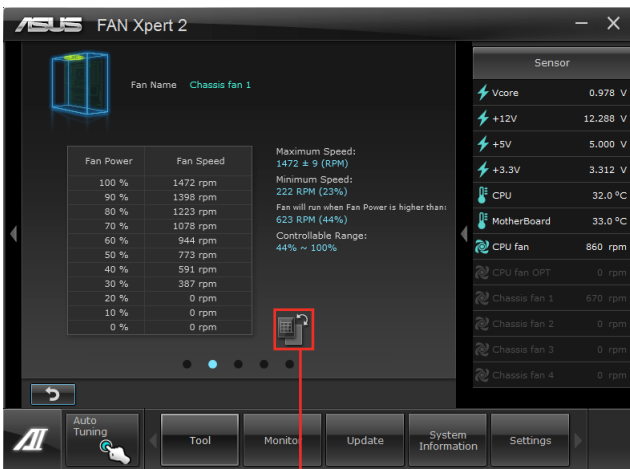 ASUS FAN Xpert 2
Fan Name Chassis fan 1
Fan Power Fan Speed
100 % 1472 rpm
90 % 1398 rpm
80 % 1223 rpm
70 % 1078 rpm
60 % 944 rpm
50 % 773 rpm
40 % 591 rpm
30 % 387 rpm
20 % 0 rpm
10 % 0 rpm
0 % 0 rpm
Maximum Speed:
1472 ± 9 (RPM)
Minimum Speed:
222 RPM (23%)
Fan will run when Fan Power is higher than:
623 RPM (44%)
Controllable Range:
44% ~ 100%
Sensor
Vcore 0.978 V
+12V 12.288 V
+5V 5.000 V
+3.3V 3.312 V
CPU 32.0 ºC
MotherBoard 33.0 ºC
CPU fan 860 rpm
CPU fan OPT 0 rpm
Chassis fan 1 670 rpm
Chassis fan 2 0 rpm
Chassis fan 3 0 rpm
Chassis fan 4 0 rpm
Auto
Tuning
Tool
Monitor
Update
System
Information
Settings